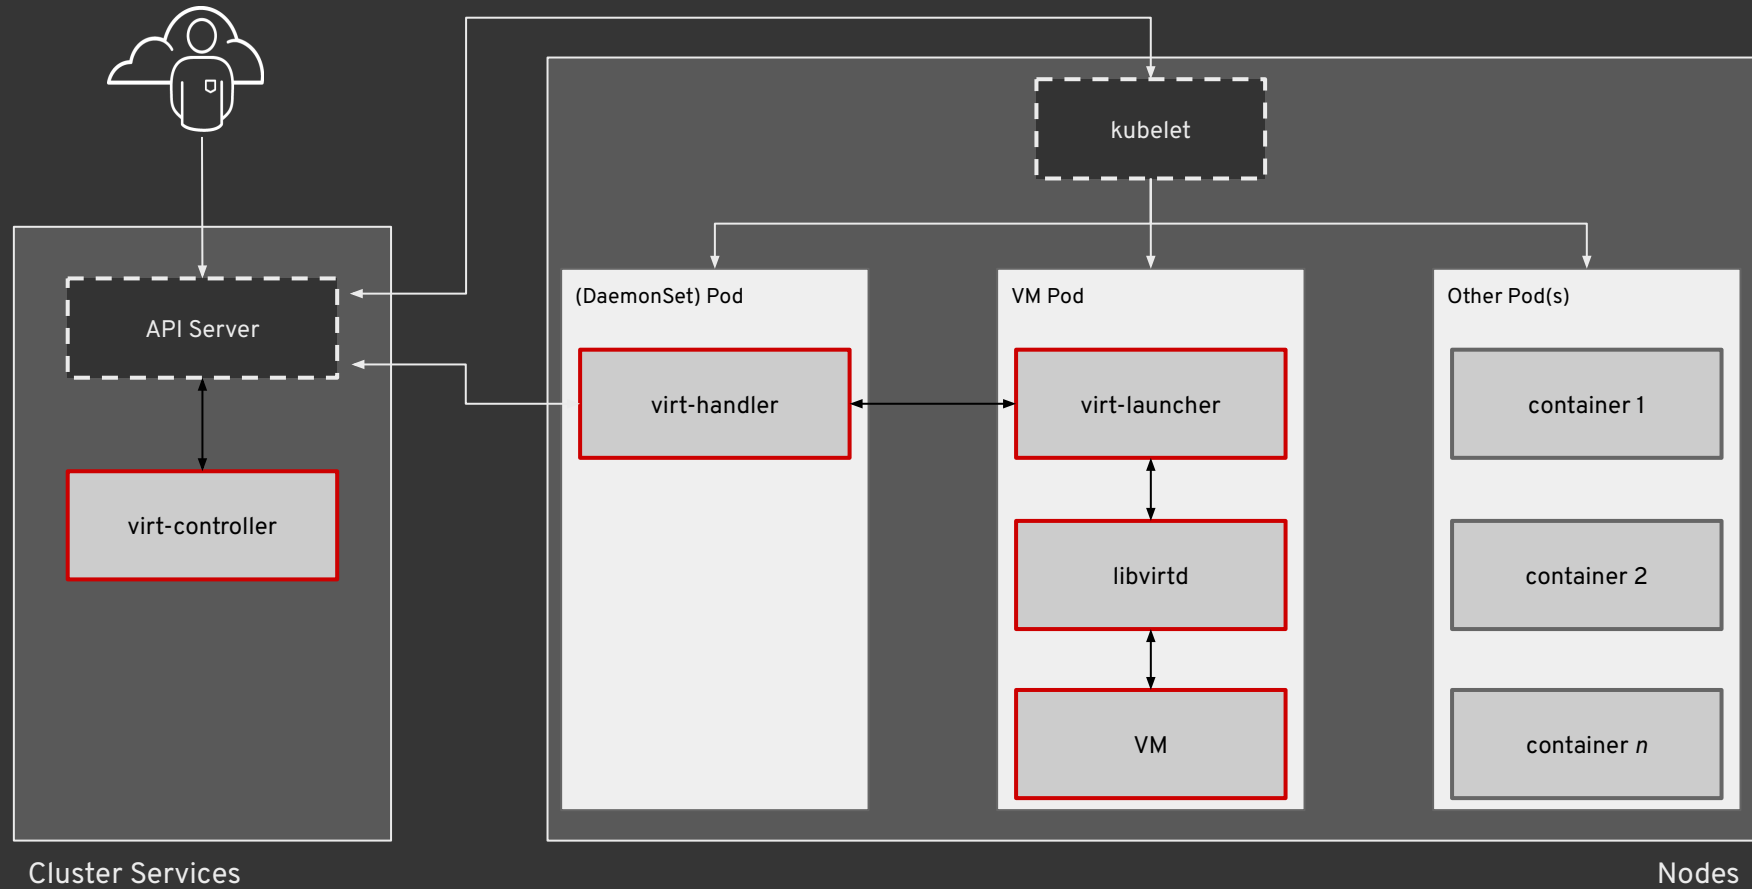 kubelet
API Server
virt-controller
(DaemonSet) Pod
virt-handler
VM Pod
virt-launcher
libvirtd
VM
Other Pod(s)
container 1
container 2
container n
Cluster Services
Nodes